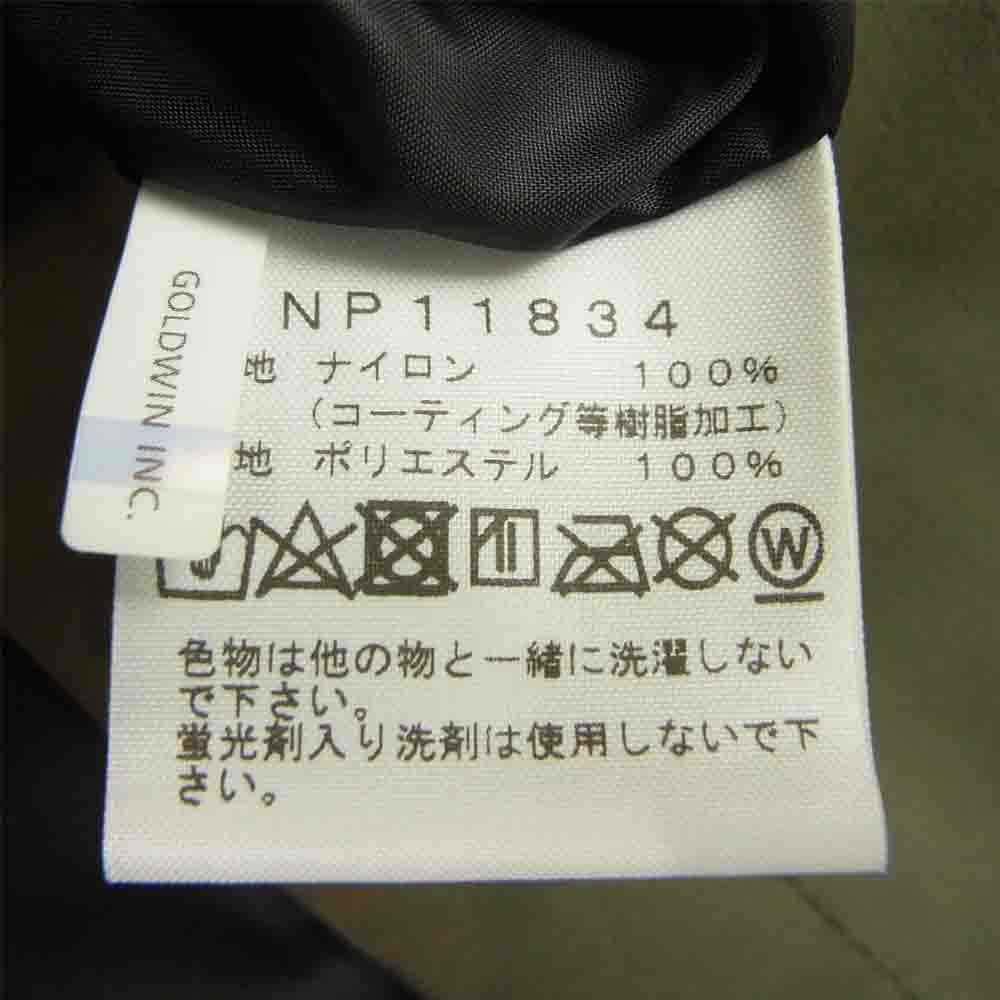 GOLDWIN INC.
NP11834
地 ナイロン 100%
(コーティング等樹脂加工)
地 ポリエステル 100%
W
色物は他の物と一緒に洗濯しない
で下さい。
蛍光剤入り洗剤は使用しないで下
さい。